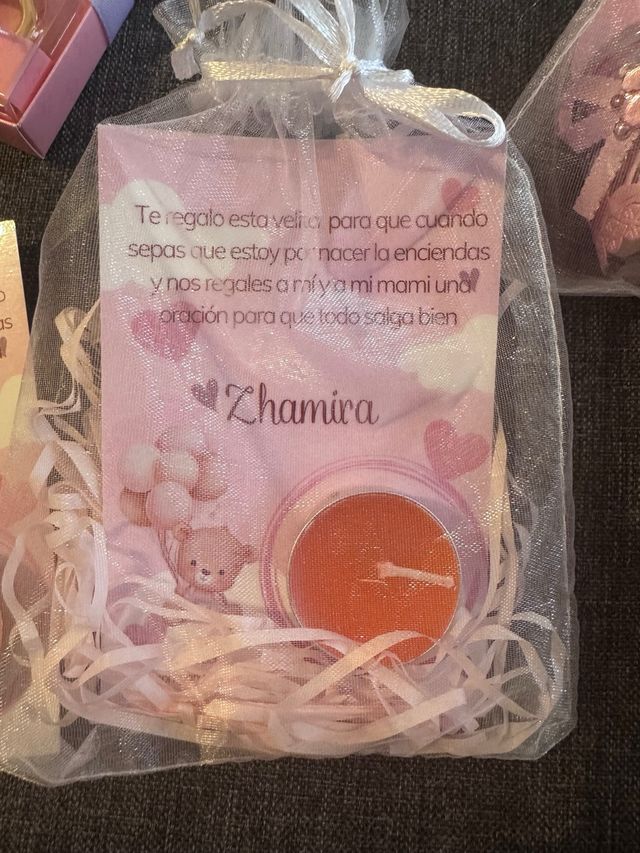 Te regalo esta velita para que cuando
sepas que estoy por nacer la enciendas
y nos regales a mí y a mi mami una
oración para que todo salga bien
Zhamira